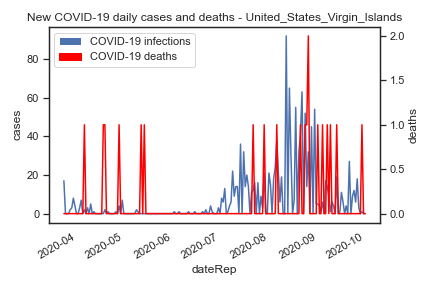 New COVID-19 daily cases and deaths - United_States_Virgin_Islands
COVID-19 infections
COVID-19 deaths
80
60
40
20
0
cases
2.0
1.5
1.0
0.5
0.0
deaths
2020-04
2020-05
2020-06
2020-07
2020-08
2020-09
2020-10
dateRep